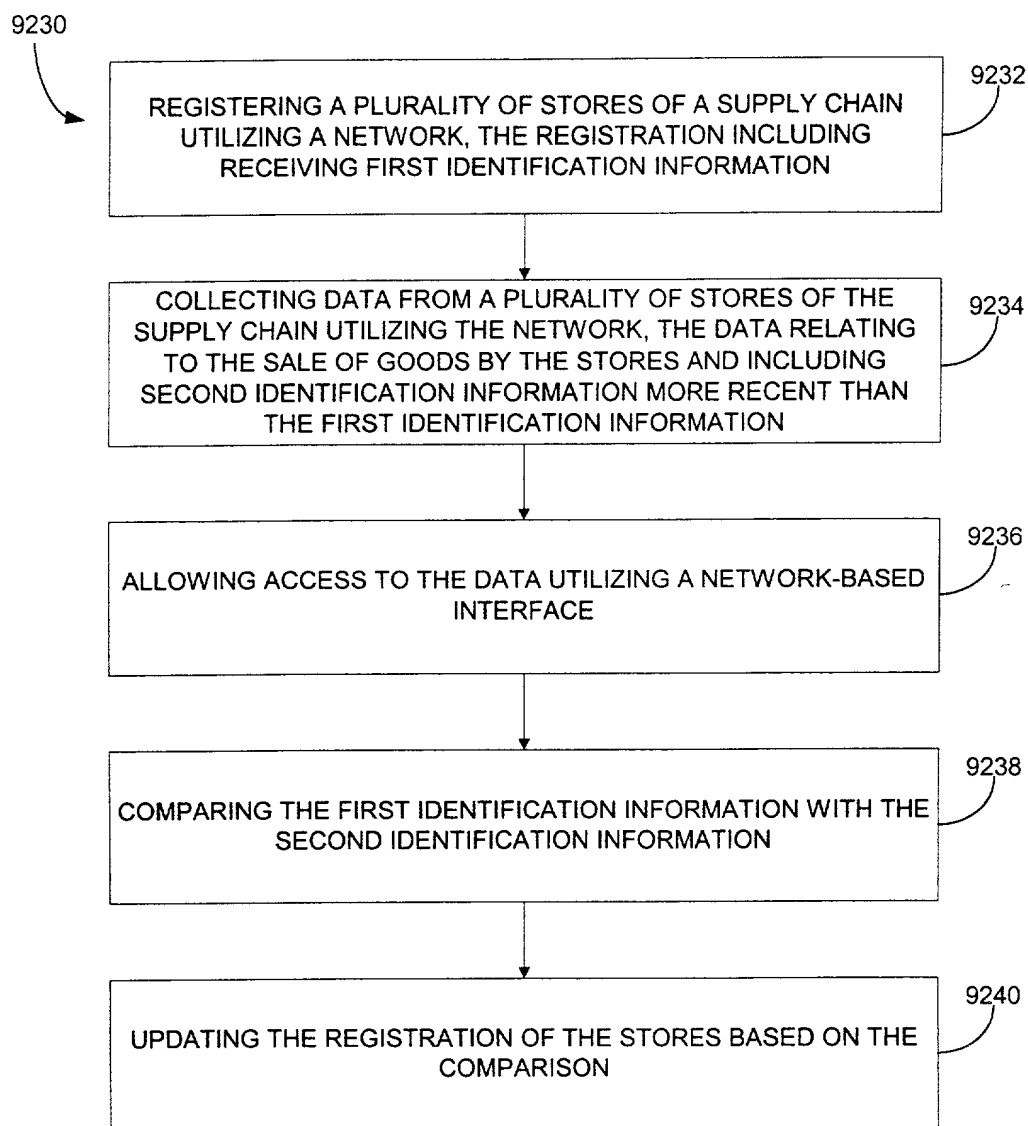 9230
9232
REGISTERING A PLURALITY OF STORES OF A SUPPLY CHAIN
UTILIZING A NETWORK, THE REGISTRATION INCLUDING
RECEIVING FIRST IDENTIFICATION INFORMATION
9234
COLLECTING DATA FROM A PLURALITY OF STORES OF THE
SUPPLY CHAIN UTILIZING THE NETWORK, THE DATA RELATING
TO THE SALE OF GOODS BY THE STORES AND INCLUDING
SECOND IDENTIFICATION INFORMATION MORE RECENT THAN
THE FIRST IDENTIFICATION INFORMATION
9236
ALLOWING ACCESS TO THE DATA UTILIZING A NETWORK-BASED
INTERFACE
9238
COMPARING THE FIRST IDENTIFICATION INFORMATION WITH THE
SECOND IDENTIFICATION INFORMATION
9240
UPDATING THE REGISTRATION OF THE STORES BASED ON THE
COMPARISON